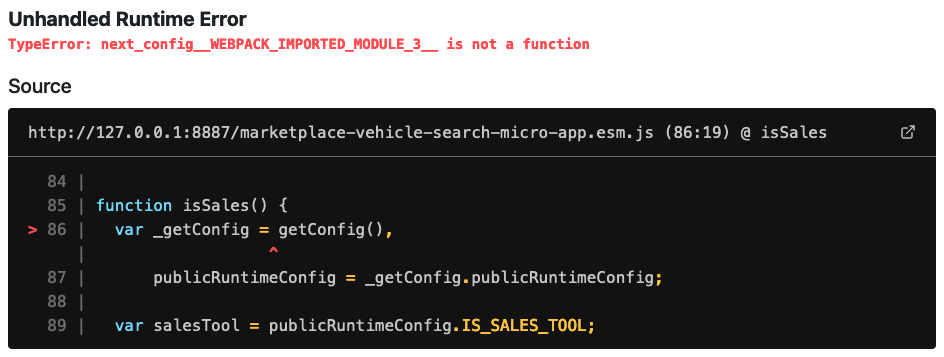 Unhandled Runtime Error
TypeError: next_config__WEBPACK_IMPORTED_MODULE_3__ is not a function
Source
http://127.0.0.1:8887/marketplace-vehicle-search-micro-app.esm.js (86:19) @ isSales
84 |
85 | function isSales() {
> 86 |   var _getConfig = getConfig(),
|                    ^
87 |       publicRuntimeConfig = _getConfig.publicRuntimeConfig;
88 |
89 |   var salesTool = publicRuntimeConfig.IS_SALES_TOOL;